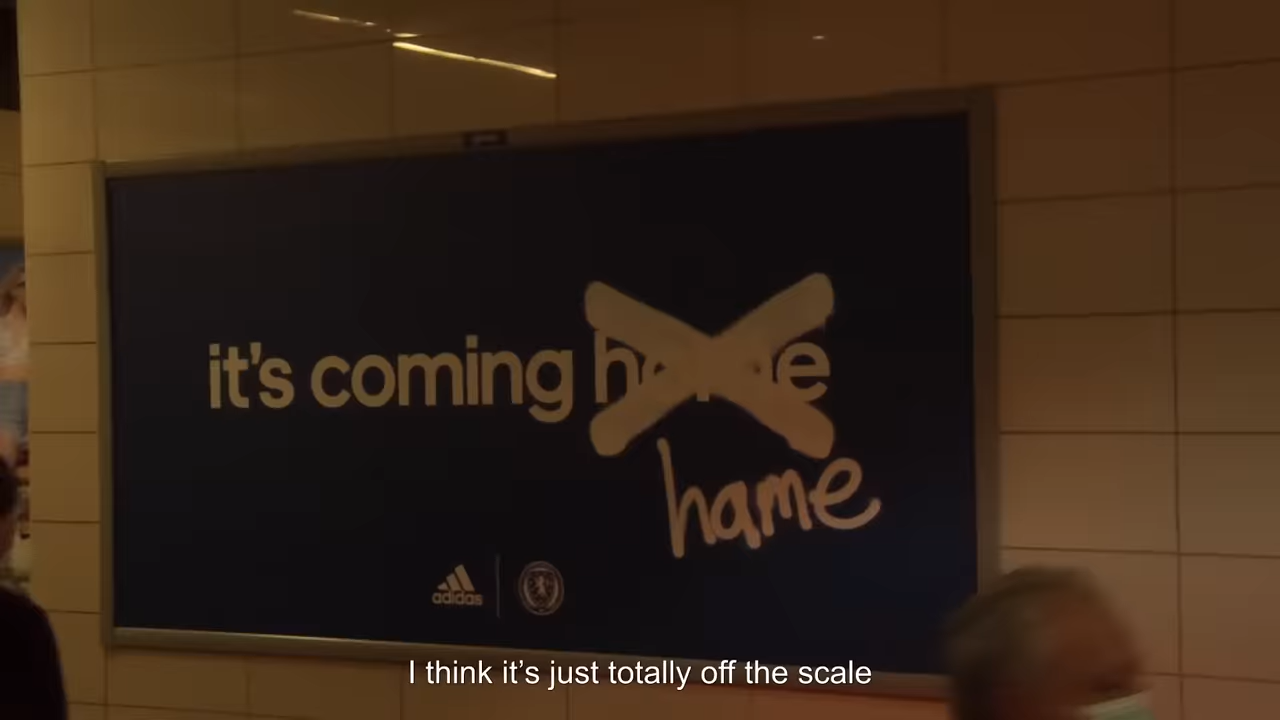 it's coming home
hame
adidas
I think it's just totally off the scale